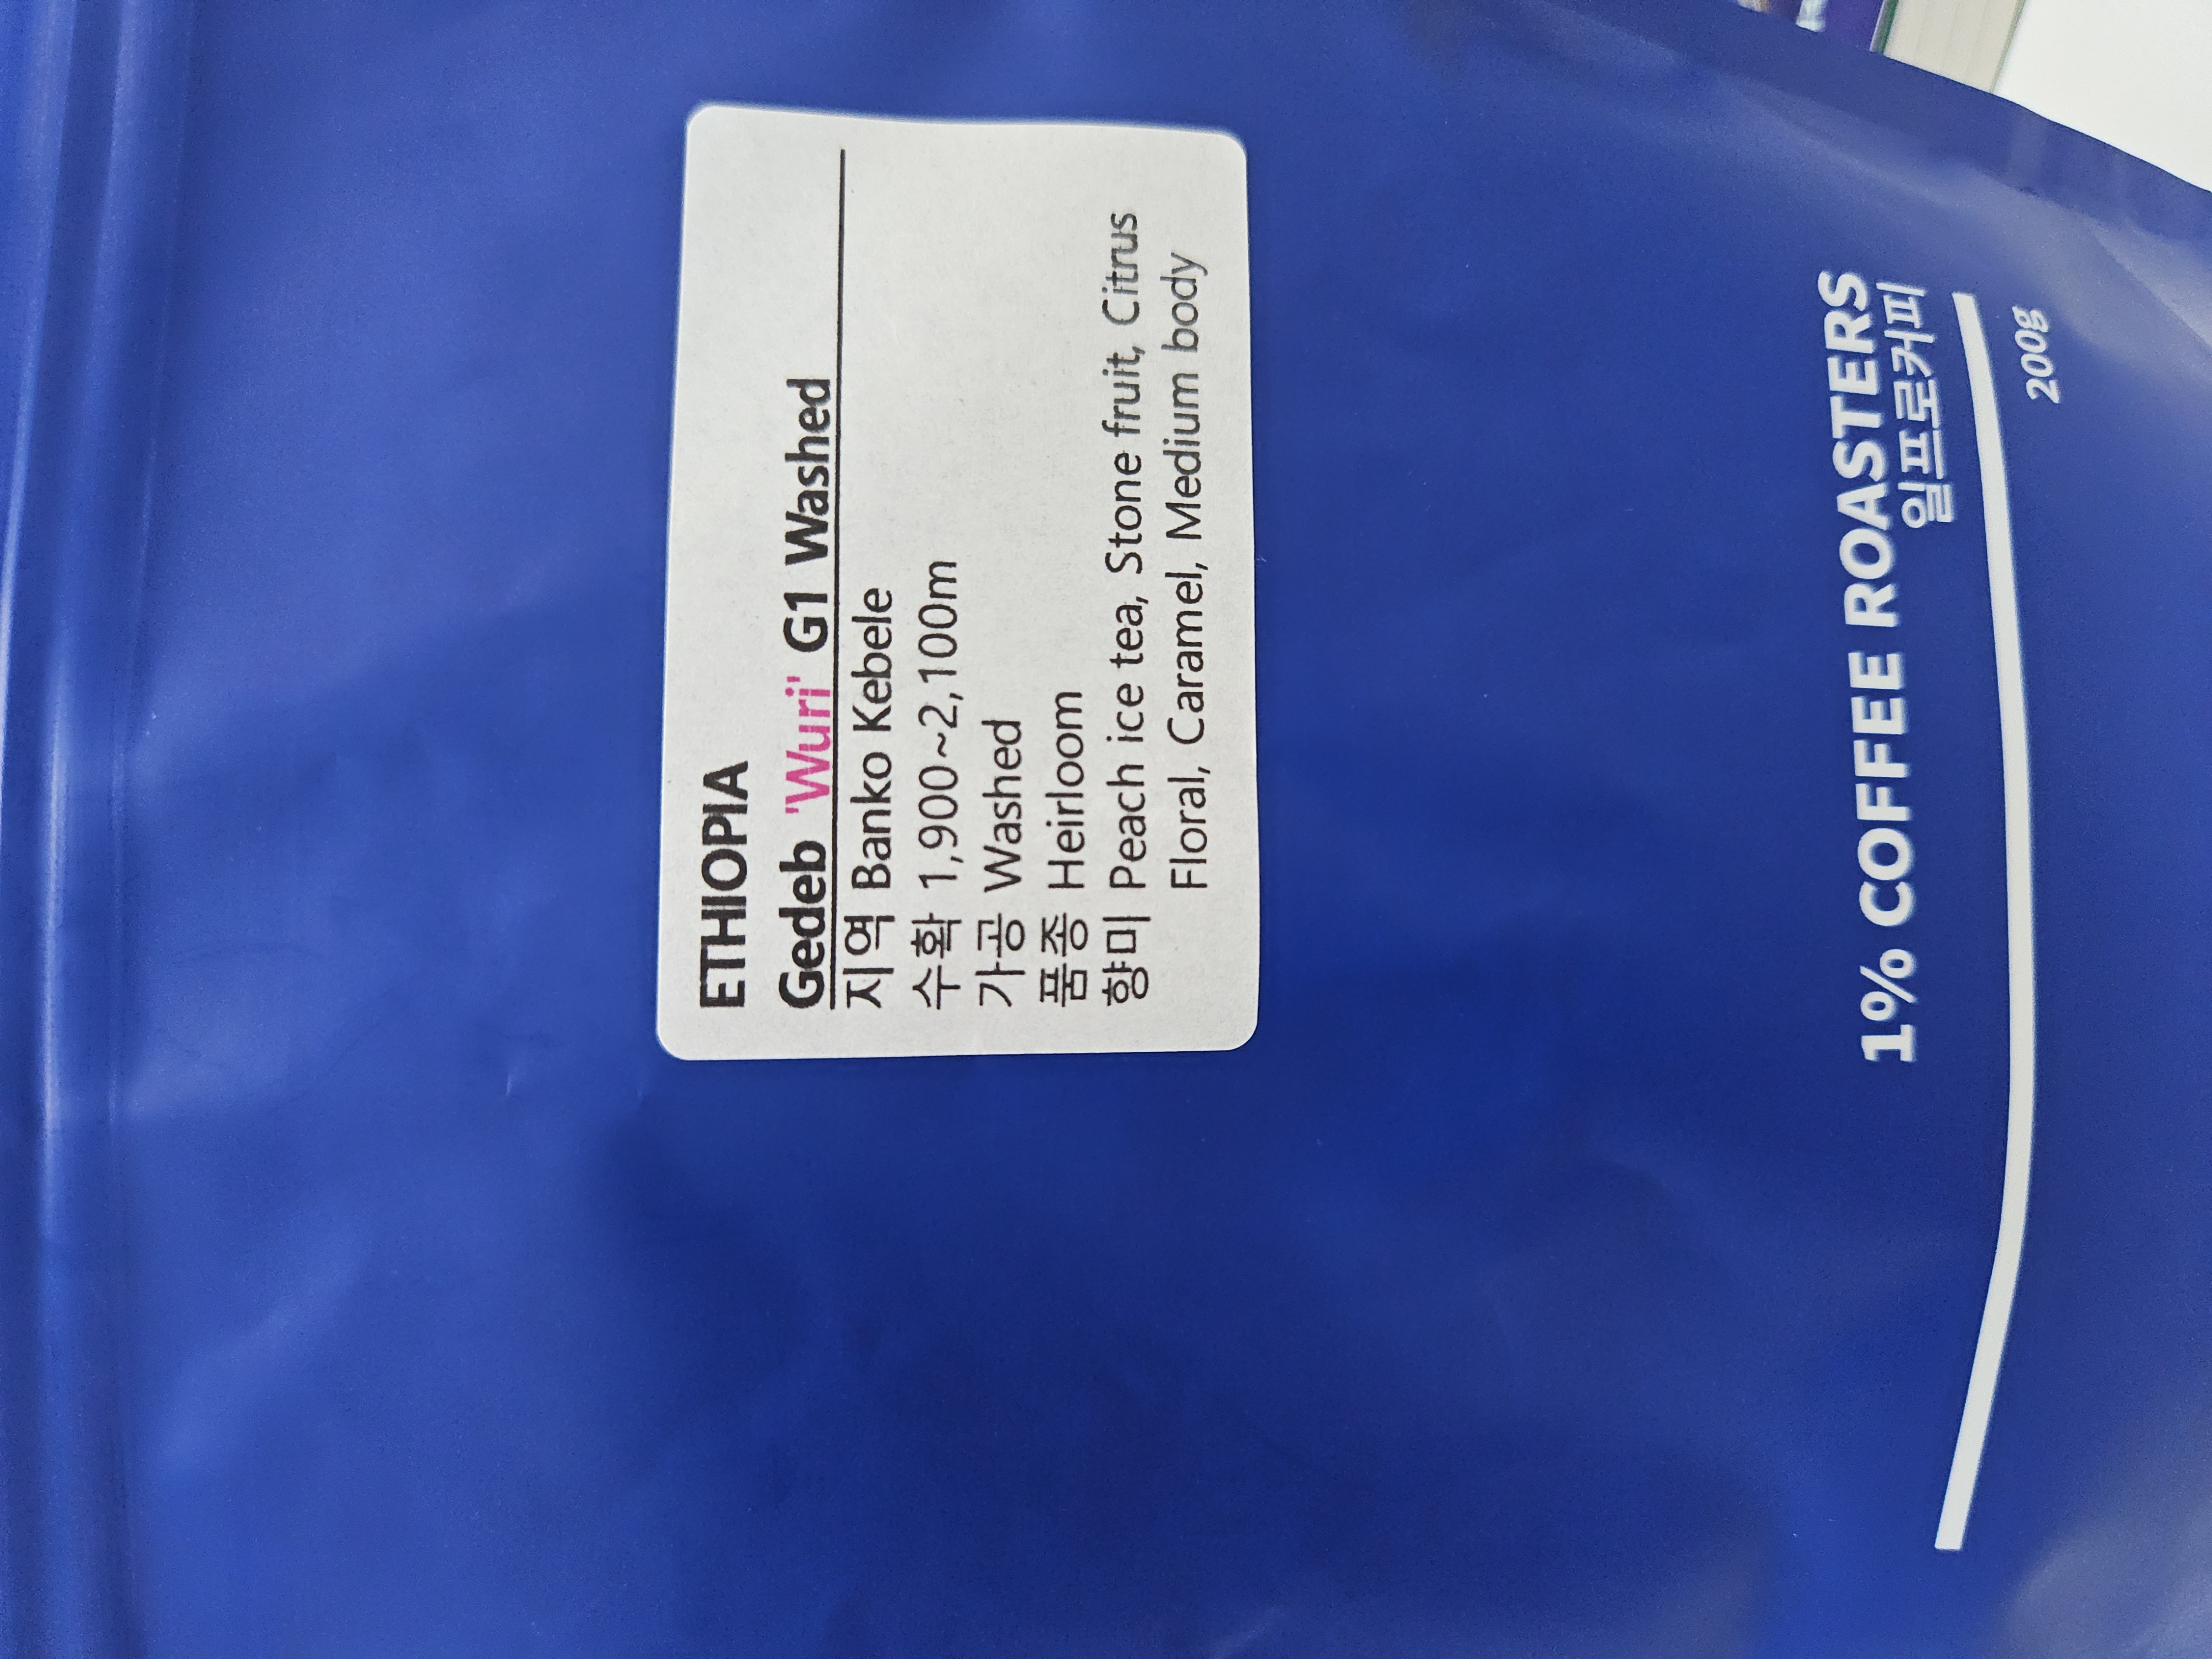 ETHIOPIA
Gedeb 'Wuri' G1 Washed
지역 Banko Kebele
수확 1,900~2,100m
가공 Washed
품종 Heirloom
향미 Peach ice tea, Stone fruit, Citrus
Floral, Caramel, Medium body
1% COFFEE ROASTERS
일프로커피
200g